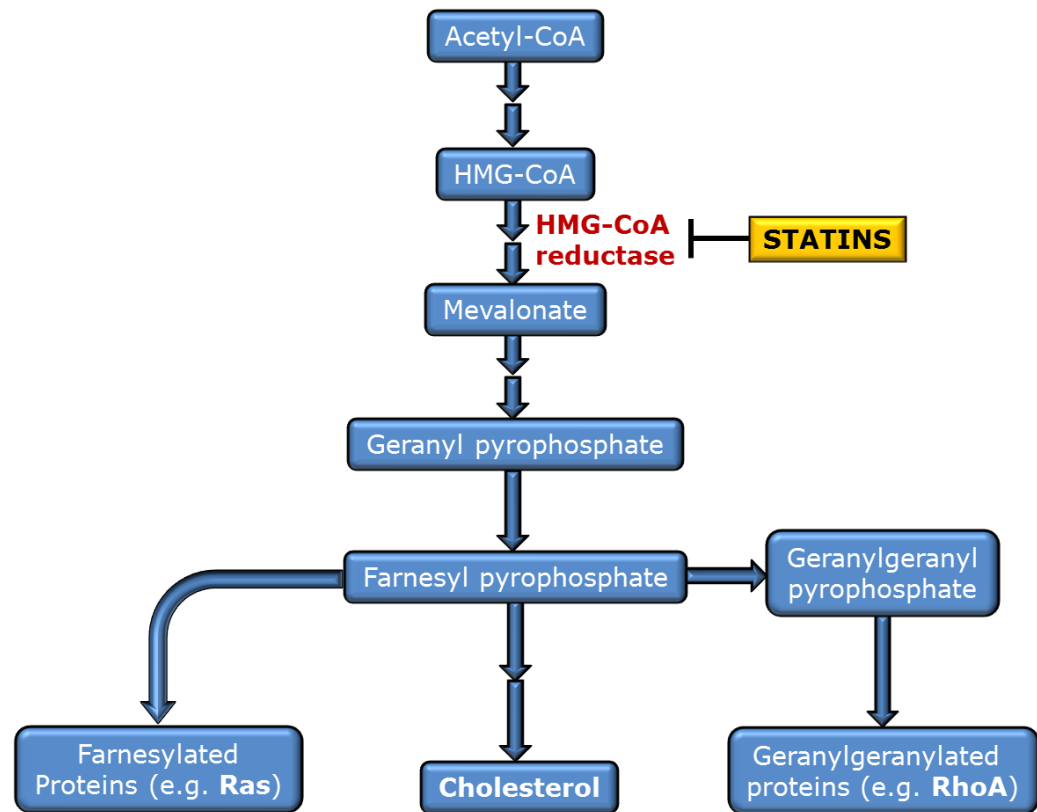 Acetyl-CoA
HMG-CoA
HMG-CoA
reductase
STATINS
Mevalonate
Geranyl pyrophosphate
Farnesyl pyrophosphate
Geranylgeranyl
pyrophosphate
Farnesylated
Proteins (e.g. Ras)
Cholesterol
Geranylgeranylated
proteins (e.g. RhoA)